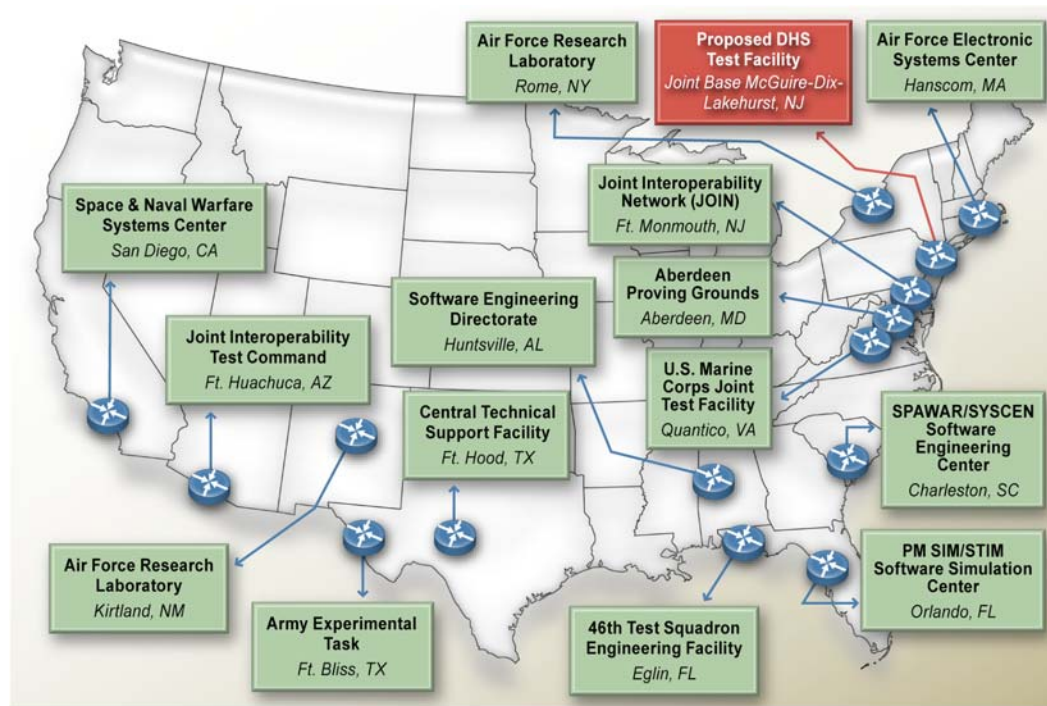 Air Force Research
Laboratory
Rome, NY
Proposed DHS
Test Facility
Joint Base McGuire-Dix-
Lakehurst, NJ
Air Force Electronic
Systems Center
Hanscom, MA
Space & Naval Warfare
Systems Center
San Diego, CA
Joint Interoperability
Network (JOIN)
Ft. Monmouth, NJ
Software Engineering
Directorate
Huntsville, AL
Aberdeen
Proving Grounds
Aberdeen, MD
Joint Interoperability
Test Command
Ft. Huachuca, AZ
Central Technical
Support Facility
Ft. Hood, TX
U.S. Marine
Corps Joint
Test Facility
Quantico, VA
SPAWAR/SYSCEN
Software
Engineering
Center
Charleston, SC
Air Force Research
Laboratory
Kirtland, NM
Army Experimental
Task
Ft. Bliss, TX
46th Test Squadron
Engineering Facility
Eglin, FL
PM SIM/STIM
Software Simulation
Center
Orlando, FL